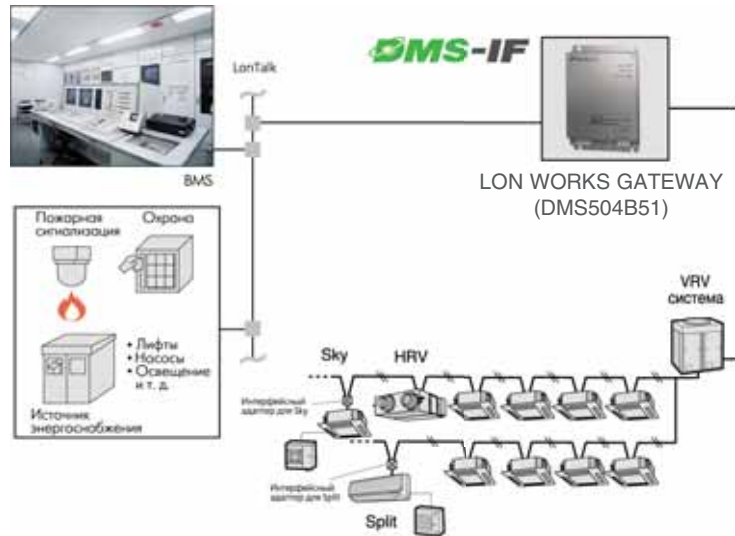 DMS-IF
LonTalk
BMS
LON WORKS GATEWAY
(DMS504B51)
Пожарная
сигнализация
Охрана
• Лифты
• Насосы
• Освещение
и т. д.
Источник
энергоснобжения
VRV
система
Sky
HRV
Интерфейсный
адаптер для Sky
Интерфейсный
адаптер для Split
Split